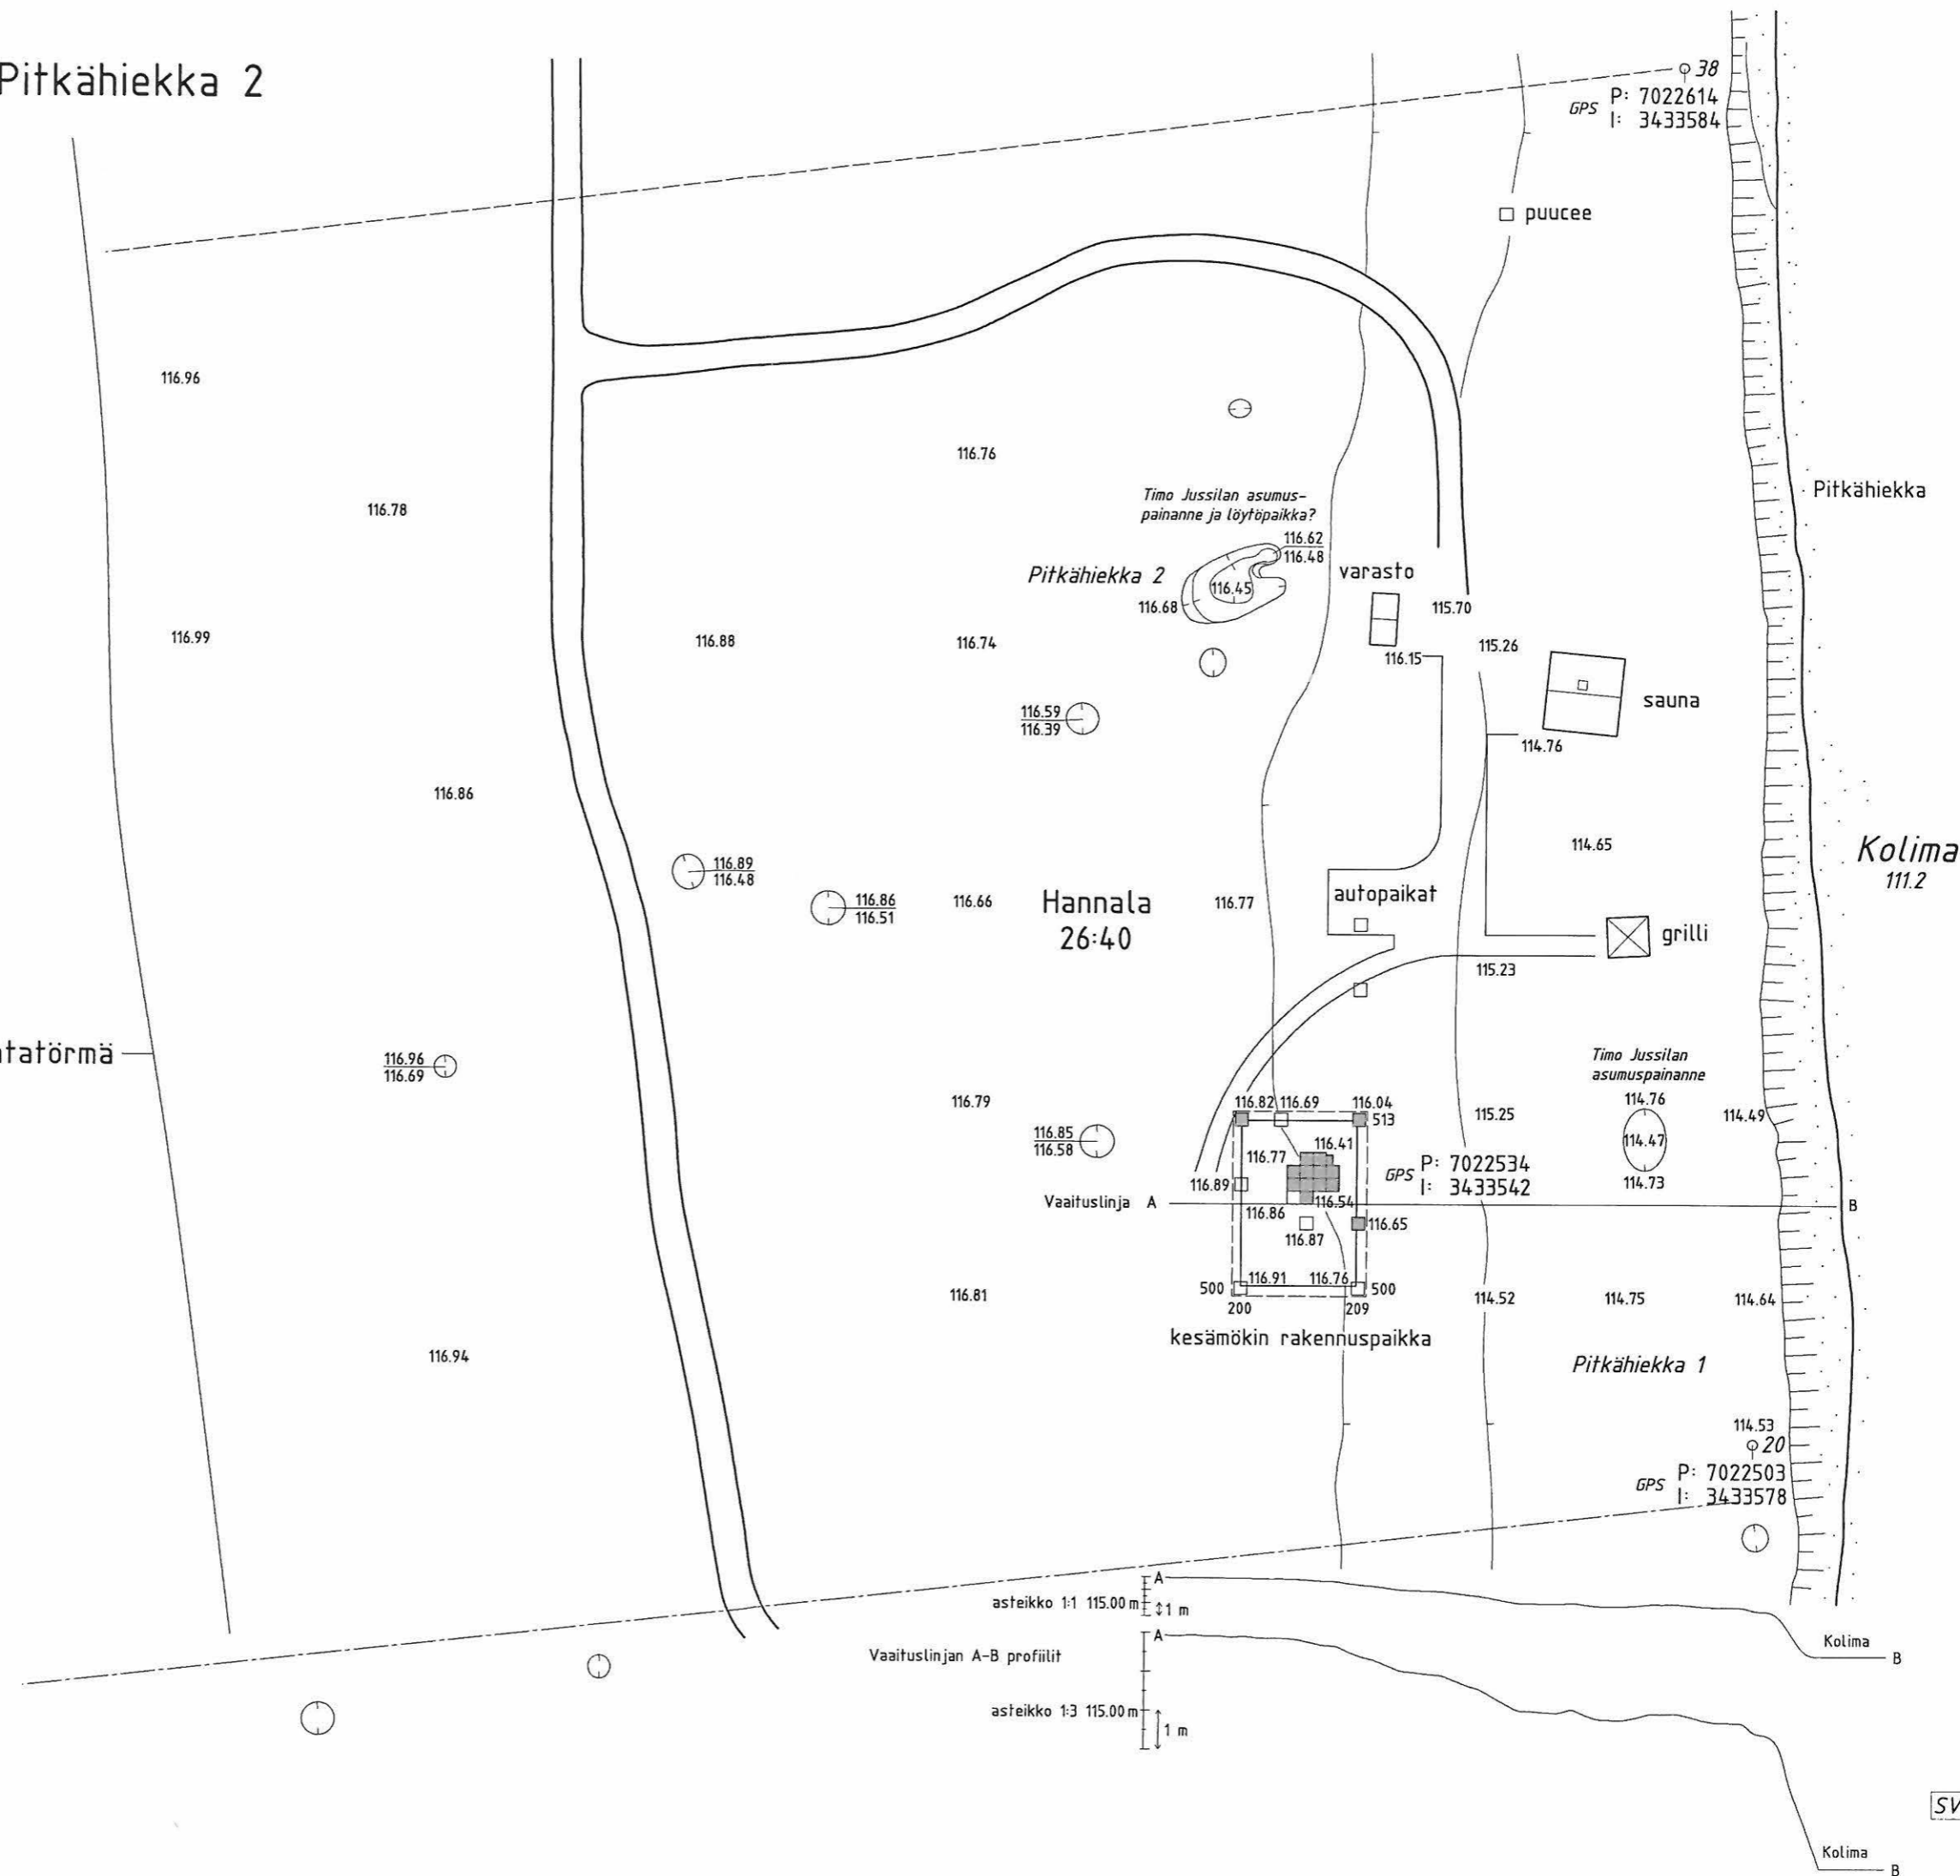 Pitkähiekka 2
38
GPS P: 7022614
I: 3433584
puucee
116.96
116.76
116.78
Pitkähiekka
Timo Jussilan asumus-
painanne ja löytöpaikka?
116.62
116.48
Pitkähiekka 2
116.45
116.68
varasto
115.70
116.99
116.88
116.74
116.15
115.26
sauna
116.59
116.39
114.76
116.86
114.65
Kolima
111.2
116.89
116.48
116.86
116.51
116.66
Hannala
26:40
116.77
autopaikat
grilli
115.23
116.96
116.69
Timo Jussilan
asumuspainanne
114.76
114.47
114.73
116.79
116.82 116.69 116.04
513
115.25
114.49
116.85
116.58
116.41
116.77
116.89
GPS P: 7022534
I: 3433542
Vaaituslinja A
B
116.54
116.86
116.65
116.87
116.91 116.76
500
500
200
209
116.81
114.52
114.75
114.64
kesämökin rakennuspaikka
116.94
Pitkähiekka 1
114.53
20
GPS P: 7022503
I: 3433578
A
asteikko 1:1 115.00 m
1 m
Kolima
B
Vaaituslinjan A-B profiilit
A
asteikko 1:3 115.00 m
1 m
Kolima
B